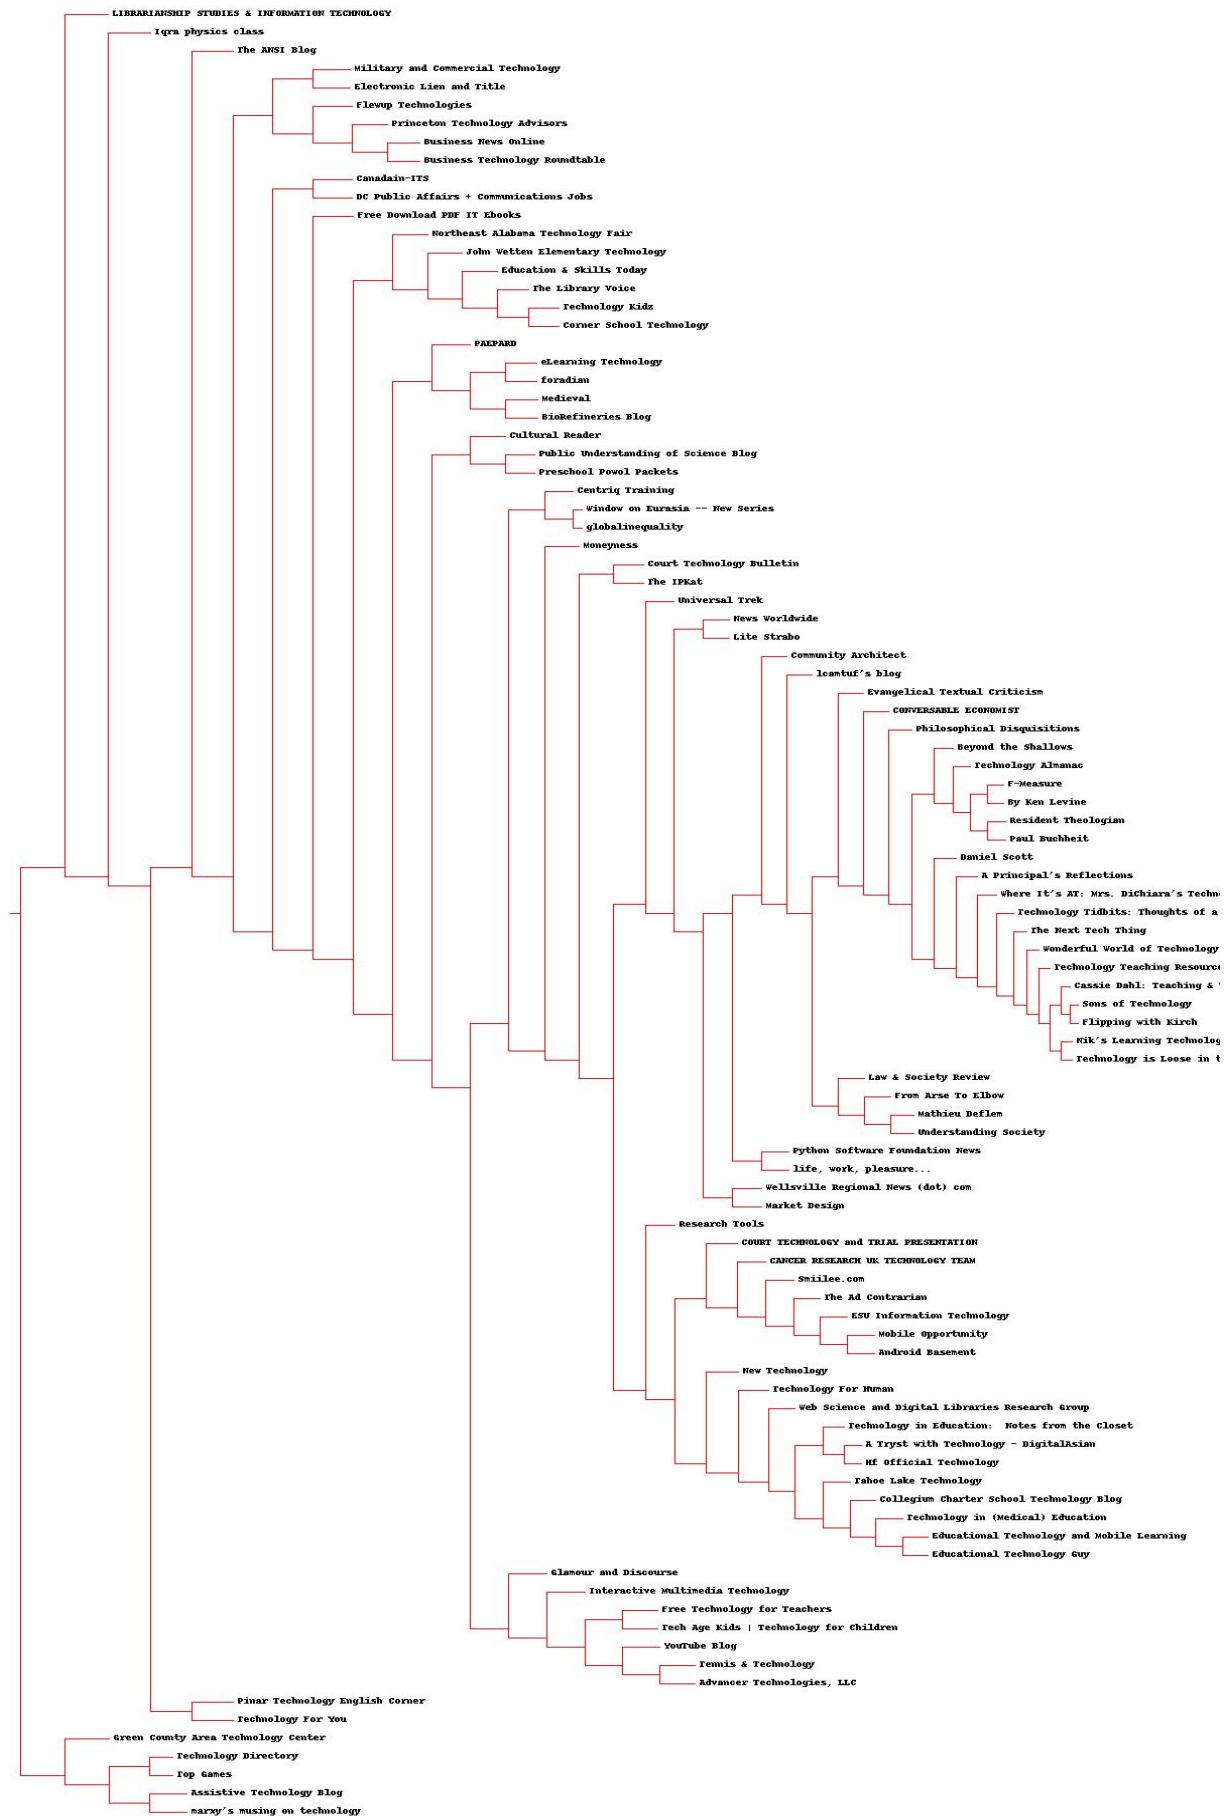 LIBRARIANSHIP STUDIES & INFORMATION TECHNOLOGY
Iqra physics class
The ANSI Blog
Military and Commercial Technology
Electronic Lien and Title
Flewup Technologies
Princeton Technology Advisors
Business News Online
Business Technology Roundtable
Canadain-ITS
DC Public Affairs + Communications Jobs
Free Download PDF IT Ebooks
Northeast Alabama Technology Fair
John Wetten Elementary Technology
Education & Skills Today
The Library Voice
Technology Kidz
Corner School Technology
PAEPARD
eLearning Technology
foradian
Medieval
BioRefineries Blog
Cultural Reader
Public Understanding of Science Blog
Preschool Powol Packets
Centriq Training
Window on Eurasia -- New Series
globalinequality
Moneyness
Court Technology Bulletin
The IPKat
Universal Trek
News Worldwide
Lite Strabo
Community Architect
lcamtuf's blog
Evangelical Textual Criticism
CONVERSABLE ECONOMIST
Philosophical Disquisitions
Beyond the Shallows
Technology Almanac
F-Measure
By Ken Levine
Resident Theologian
Paul Buchheit
Daniel Scott
A Principal's Reflections
Where It's AT: Mrs. DiChiara's Techno
Technology Tidbits: Thoughts of a
The Next Tech Thing
Wonderful World of Technology
Technology Teaching Resource
Cassie Dahl: Teaching &
Sons of Technology
Flipping with Kirch
Nik's Learning Technolog
Technology is Loose in t
Law & Society Review
From Arse To Elbow
Mathieu Deflem
Understanding Society
Python Software Foundation News
life, work, pleasure...
Wellsville Regional News (dot) com
Market Design
Research Tools
COURT TECHNOLOGY and TRIAL PRESENTATION
CANCER RESEARCH UK TECHNOLOGY TEAM
Smiilee.com
The Ad Contrarian
ESU Information Technology
Mobile Opportunity
Android Basement
New Technology
Technology For Human
Web Science and Digital Libraries Research Group
Technology in Education:  Notes from the Closet
A Tryst with Technology - DigitalAsian
Hf Official Technology
Tahoe Lake Technology
Collegium Charter School Technology Blog
Technology in (Medical) Education
Educational Technology and Mobile Learning
Educational Technology Guy
Glamour and Discourse
Interactive Multimedia Technology
Free Technology for Teachers
Tech Age Kids | Technology for Children
YouTube Blog
Tennis & Technology
Advancer Technologies, LLC
Pinar Technology English Corner
Technology For You
Green County Area Technology Center
Technology Directory
Top Games
Assistive Technology Blog
marxy's musing on technology